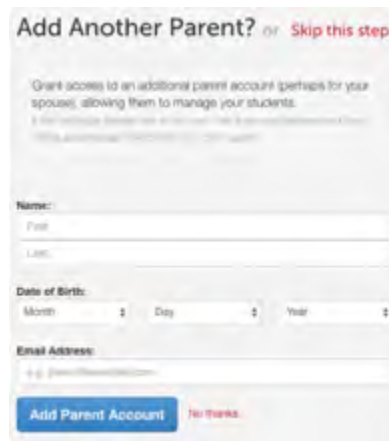 Add Another Parent? or Skip this step
Grant access to an additional parent account (perhaps for your
spouse), allowing them to manage your students.
Name:
First
Last
Date of Birth:
Month Day Year
Email Address:
e.g.
Add Parent Account No thanks.